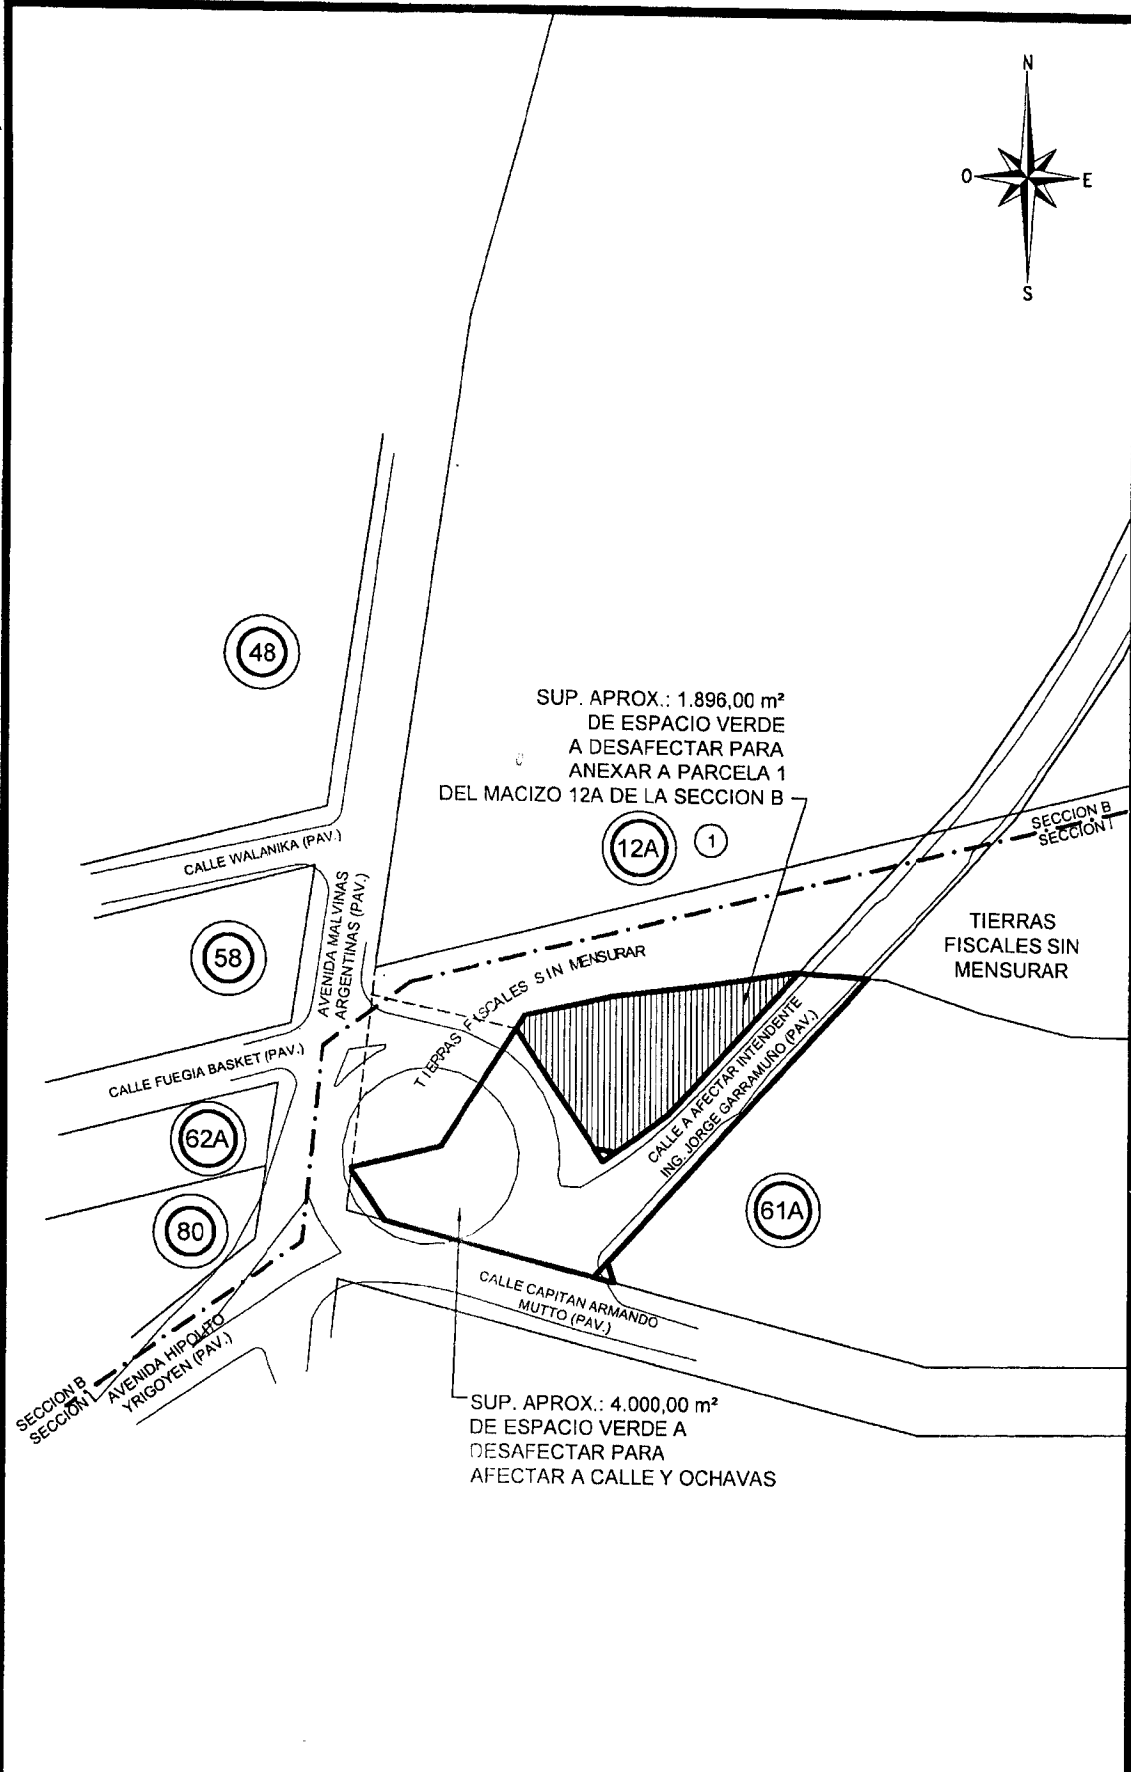 N
O
E
S
48
SUP. APROX.: 1.896,00 m²
DE ESPACIO VERDE
A DESAFECTAR PARA
ANEXAR A PARCELA 1
DEL MACIZO 12A DE LA SECCION B
12A
1
SECCION B
SECCION I
CALLE WALANIKA (PAV.)
AVENIDA MALVINAS
ARGENTINAS (PAV.)
58
TIERRAS FISCALES SIN MENSURAR
TIERRAS
FISCALES SIN
MENSURAR
CALLE FUEGIA BASKET (PAV.)
CALLE A AFECTAR INTENDENTE
ING. JORGE GARRAMUÑO (PAV.)
62A
80
61A
CALLE CAPITAN ARMANDO
MUTTO (PAV.)
AVENIDA HIPOLITO
YRIGOYEN (PAV.)
SECCION B
SECCION I
SUP. APROX.: 4.000,00 m²
DE ESPACIO VERDE A
DESAFECTAR PARA
AFECTAR A CALLE Y OCHAVAS